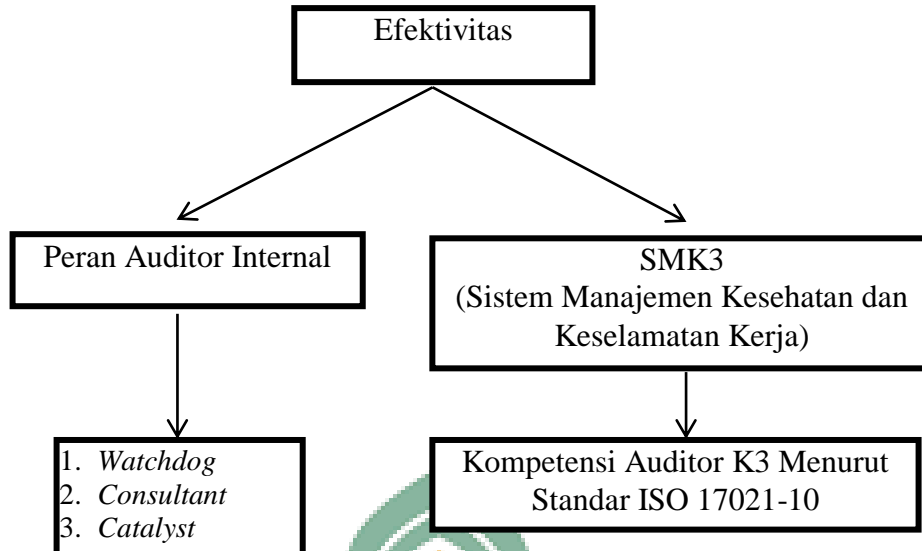 Efektivitas
Peran Auditor Internal
SMK3
(Sistem Manajemen Kesehatan dan
Keselamatan Kerja)
1. Watchdog
2. Consultant
3. Catalyst
Kompetensi Auditor K3 Menurut
Standar ISO 17021-10